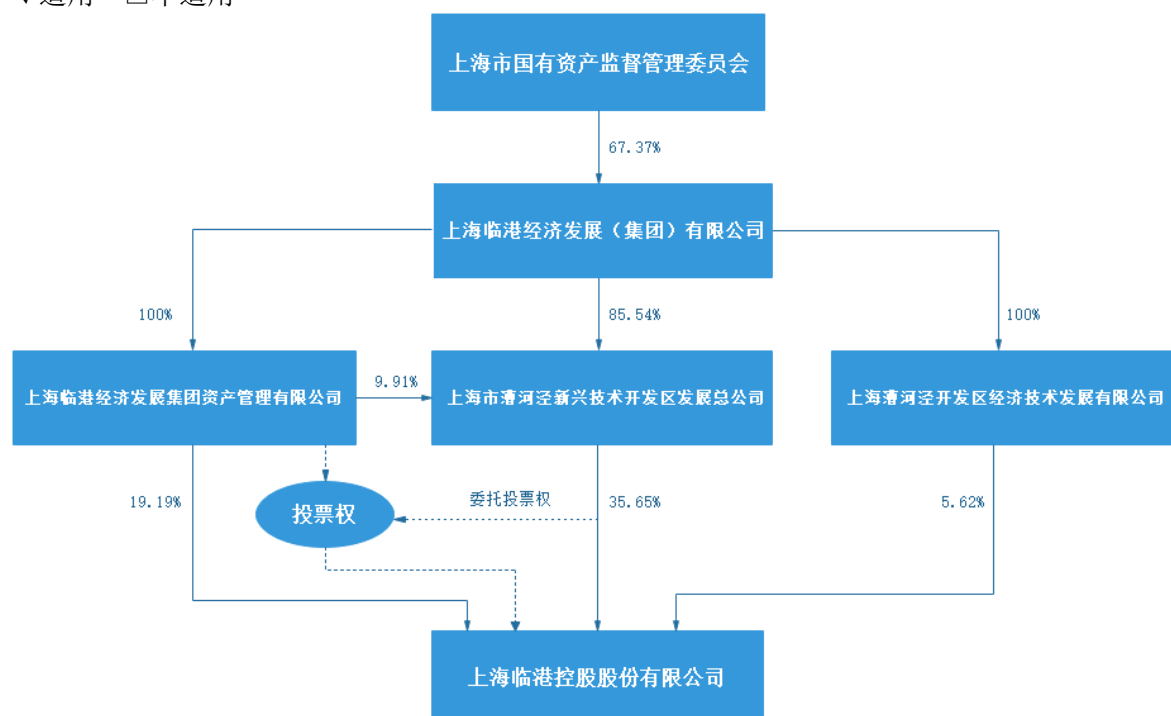 √适用 □不适用
上海市国有资产监督管理委员会
67.37%
上海临港经济发展（集团）有限公司
100%
85.54%
100%
上海临港经济发展集团资产管理有限公司
9.91%
上海市漕河泾新兴技术开发区发展总公司
上海漕河泾开发区经济技术发展有限公司
19.19%
投票权
委托投票权
35.65%
5.62%
上海临港控股股份有限公司